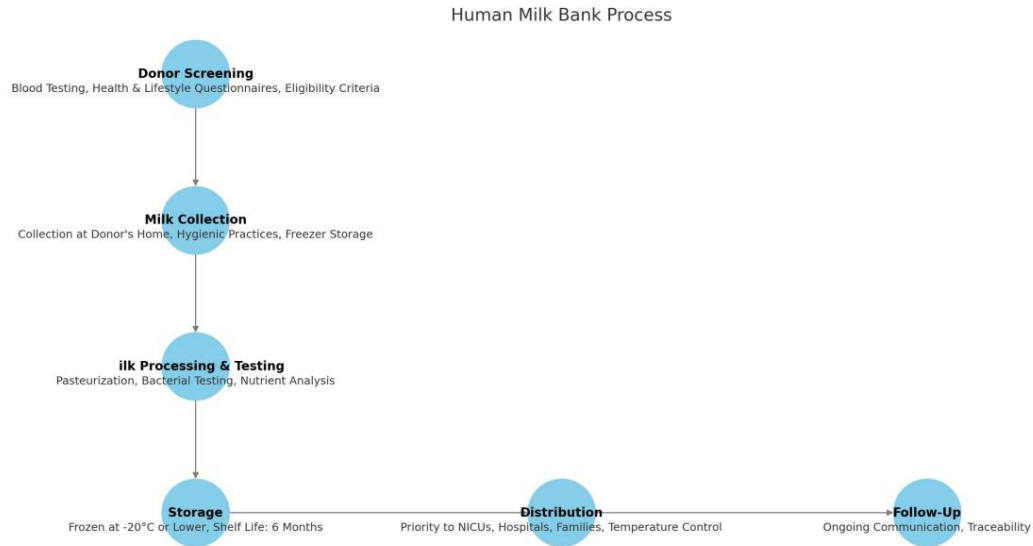 Human Milk Bank Process
Donor Screening
Blood Testing, Health & Lifestyle Questionnaires, Eligibility Criteria
Milk Collection
Collection at Donor's Home, Hygienic Practices, Freezer Storage
ilk Processing & Testing
Pasteurization, Bacterial Testing, Nutrient Analysis
Storage
Frozen at -20°C or Lower, Shelf Life: 6 Months
Distribution
Priority to NICUs, Hospitals, Families, Temperature Control
Follow-Up
Ongoing Communication, Traceability